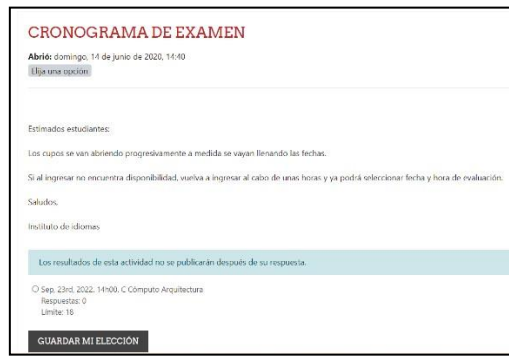 CRONOGRAMA DE EXAMEN
Abrió: domingo, 14 de junio de 2020, 14:40
Elija una opción
Estimados estudiantes:
Los cupos se van abriendo progresivamente a medida se vayan llenando las fechas.
Si al ingresar no encuentra disponibilidad, vuelva a ingresar al cabo de unas horas y ya podrá seleccionar fecha y hora de evaluación.
Saludos,
Instituto de idiomas
Los resultados de esta actividad no se publicarán después de su respuesta.
Sep, 23rd, 2022, 14h00, C Cómputo Arquitectura
Respuestas: 0
Límite: 18
GUARDAR MI ELECCIÓN